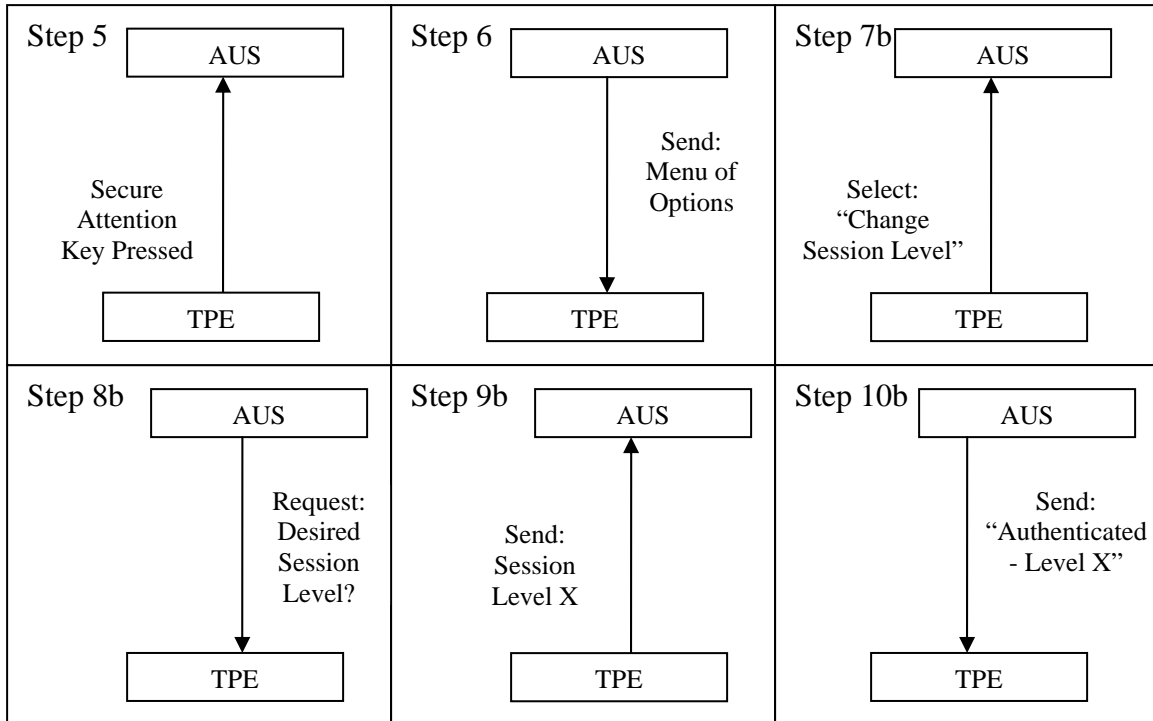 Step 5
AUS
Secure
Attention
Key Pressed
TPE
Step 6
AUS
Send:
Menu of
Options
TPE
Step 7b
AUS
Select:
“Change
Session Level”
TPE
Step 8b
AUS
Request:
Desired
Session
Level?
TPE
Step 9b
AUS
Send:
Session
Level X
TPE
Step 10b
AUS
Send:
“Authenticated
- Level X”
TPE